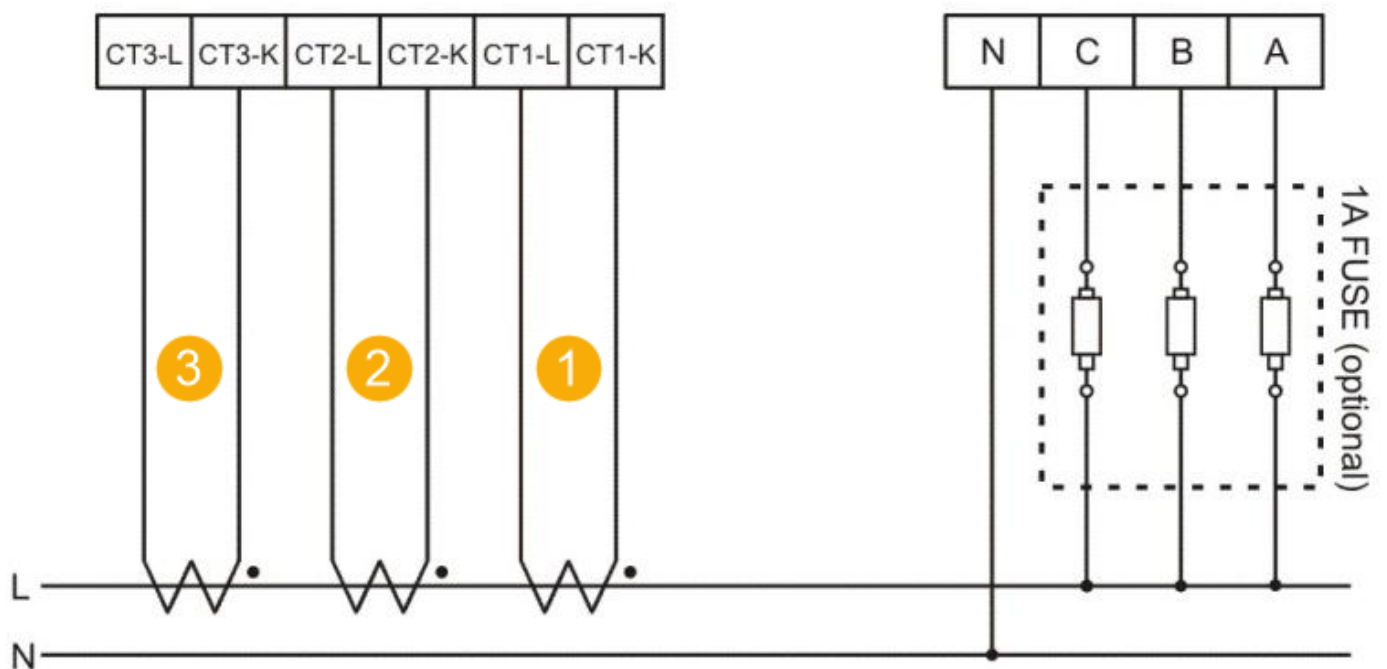 CT3-L CT3-K CT2-L CT2-K CT1-L CT1-K
N C B A
1A FUSE (optional)
3 2 1
L
N